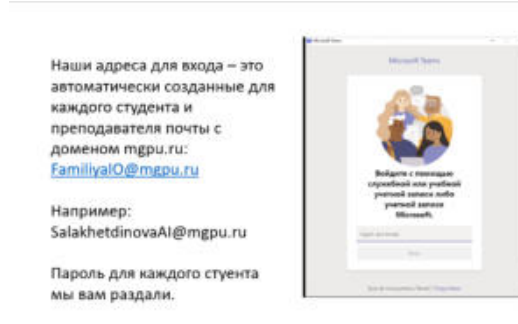 Наши адреса для входа – это
автоматически созданные для
каждого студента и
преподавателя почты с
доменом mgpu.ru:
FamiliyaIO@mgpu.ru
Например:
SalakhetdinovaAI@mgpu.ru
Пароль для каждого стуента
мы вам раздали.
Microsoft Teams
Войдите с помощью
служебной или учебной
учетной записи либо
учетной записи
Microsoft.